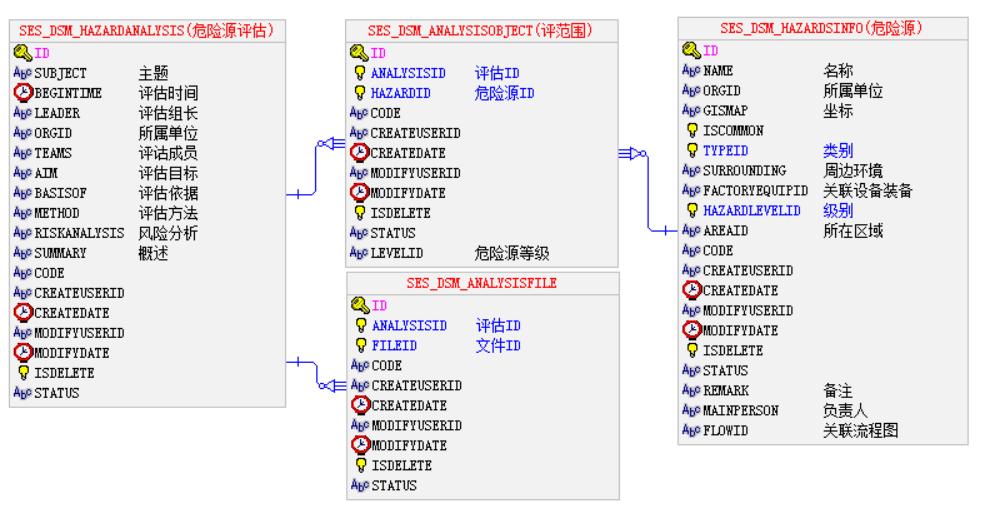 SES_DSM_HAZARDANALYSIS(危险源评估)
ID
SUBJECT 主题
BEGINTIME 评估时间
LEADER 评估组长
ORGID 所属单位
TEAMS 评诂成员
AIM 评估目标
BASISOF 评估依据
METHOD 评估方法
RISKANALYSIS 风险分析
SUMMARY 概述
CODE
CREATEUSERID
CREATEDATE
MODIFYUSERID
MODIFYDATE
ISDELETE
STATUS
SES_DSM_ANALYSISOBJECT(评范围)
ID
ANALYSISID 评估ID
HAZARDID 危险源ID
CODE
CREATEUSERID
CREATEDATE
MODIFYUSERID
MODIFYDATE
ISDELETE
STATUS
LEVELID 危险源等级
SES_DSM_ANALYSISFILE
ID
ANALYSISID 评估ID
FILEID 文件ID
CODE
CREATEUSERID
CREATEDATE
MODIFYUSERID
MODIFYDATE
ISDELETE
STATUS
SES_DSM_HAZARDSINFO(危险源)
ID
NAME 名称
ORGID 所属单位
GISMAP 坐标
ISCOMMON
TYPEID 类别
SURROUNDING 周边环境
FACTORYEQUIPID 关联设备装备
HAZARDLEVELID 级别
AREAID 所在区域
CODE
CREATEUSERID
CREATEDATE
MODIFYUSERID
MODIFYDATE
ISDELETE
STATUS
REMARK 备注
MAINPERSON 负责人
FLOWID 关联流程图